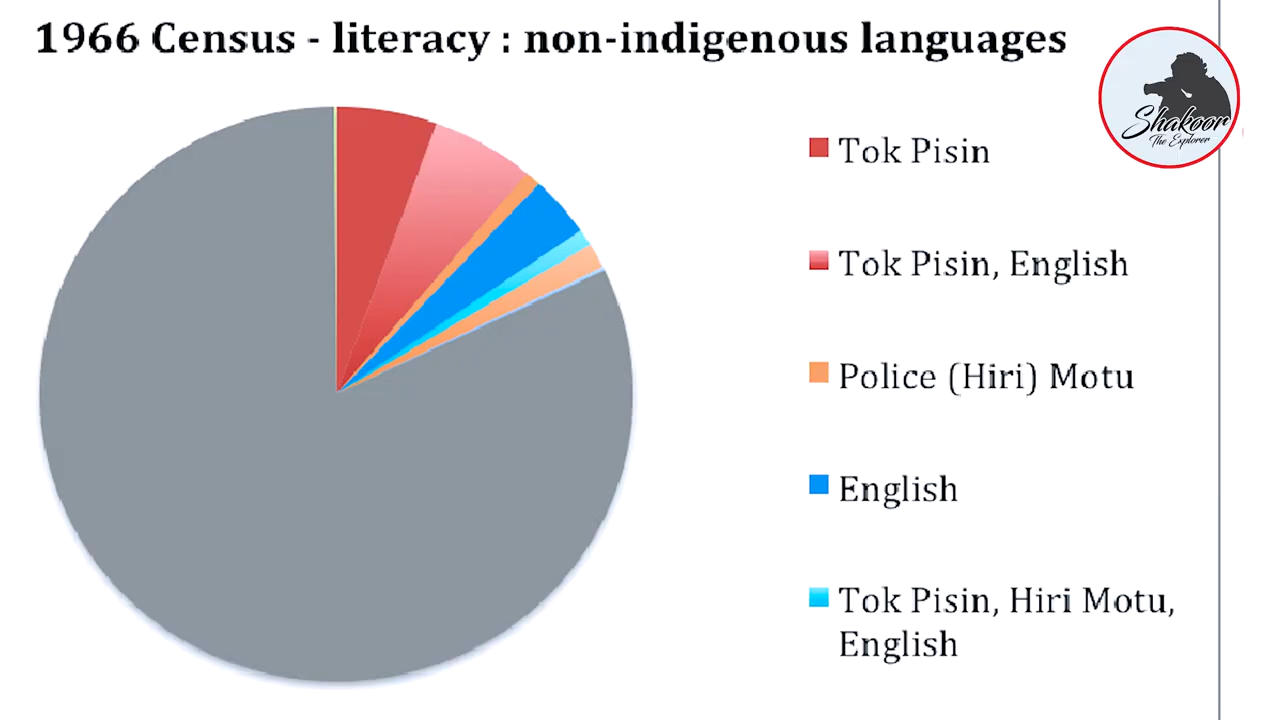 1966 Census - literacy : non-indigenous languages
Shakoor
The Explorer
Tok Pisin
Tok Pisin, English
Police (Hiri) Motu
English
Tok Pisin, Hiri Motu,
English